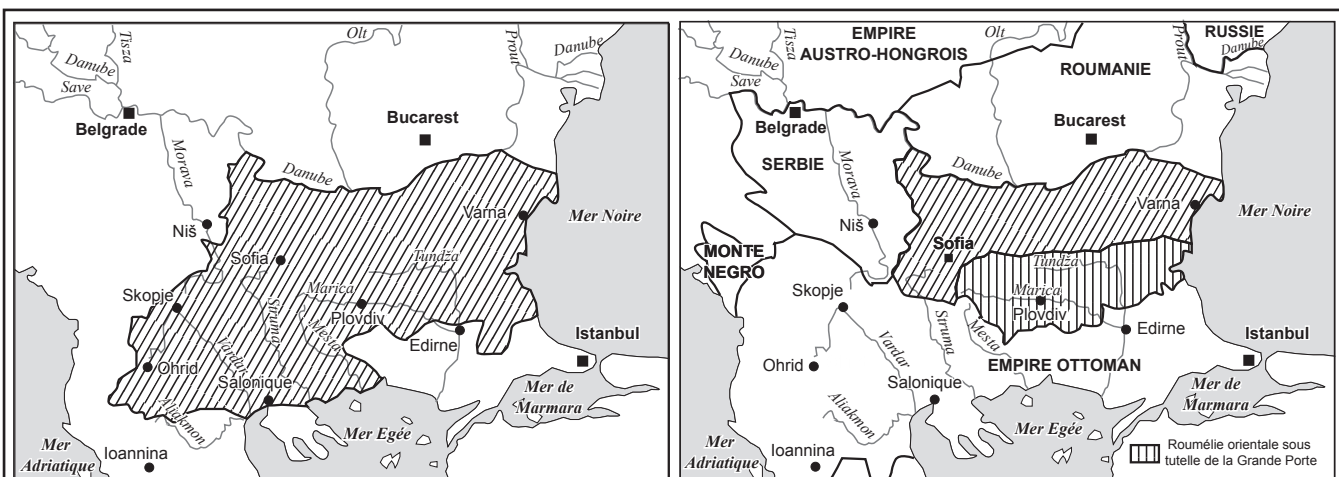 Tisza
Danube
Save
Belgrade
Morava
Niš
Olt
Prout
Danube
Bucarest
Danube
Varna
Mer Noire
Sofia
Tundža
Marica
Plovdiv
Skopje
Struma
Mesta
Edirne
Istanbul
Ohrid
Vardar
Salonique
Aliakmon
Mer de
Marmara
Mer Egée
Mer
Adriatique
Ioannina
Tisza
Danube
Save
EMPIRE
AUSTRO-HONGROIS
Olt
Prout
RUSSIE
Danube
ROUMANIE
Belgrade
Bucarest
SERBIE
Morava
Danube
Varna
Mer Noire
Niš
MONTE
NEGRO
Sofia
Tundža
Marica
Plovdiv
Skopje
Struma
Mesta
Edirne
Istanbul
Ohrid
Vardar
EMPIRE OTTOMAN
Salonique
Mer de
Marmara
Aliakmon
Mer Egée
Mer
Adriatique
Ioannina
Roumélie orientale sous
tutelle de la Grande Porte